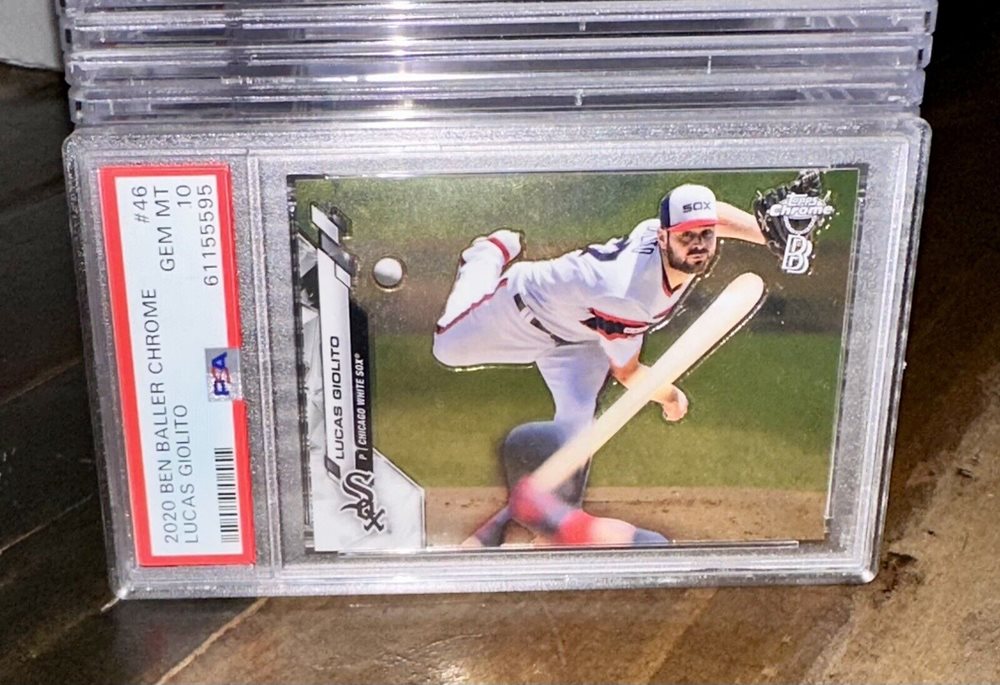 2020 BEN BALLER CHROME #46
LUCAS GIOLITO GEM MT
10
PSA 61155595
LUCAS GIOLITO
P | CHICAGO WHITE SOX®
SOX
TOPPS
Chrome
B